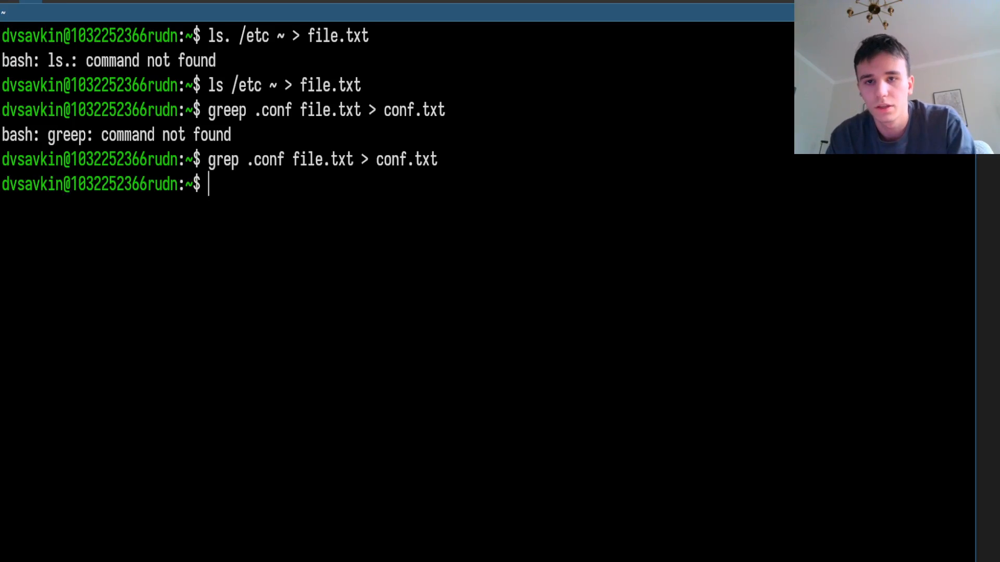 ~
dvsavkin@1032252366rudn:~$ ls. /etc ~ > file.txt
bash: ls.: command not found
dvsavkin@1032252366rudn:~$ ls /etc ~ > file.txt
dvsavkin@1032252366rudn:~$ greep .conf file.txt > conf.txt
bash: greep: command not found
dvsavkin@1032252366rudn:~$ grep .conf file.txt > conf.txt
dvsavkin@1032252366rudn:~$